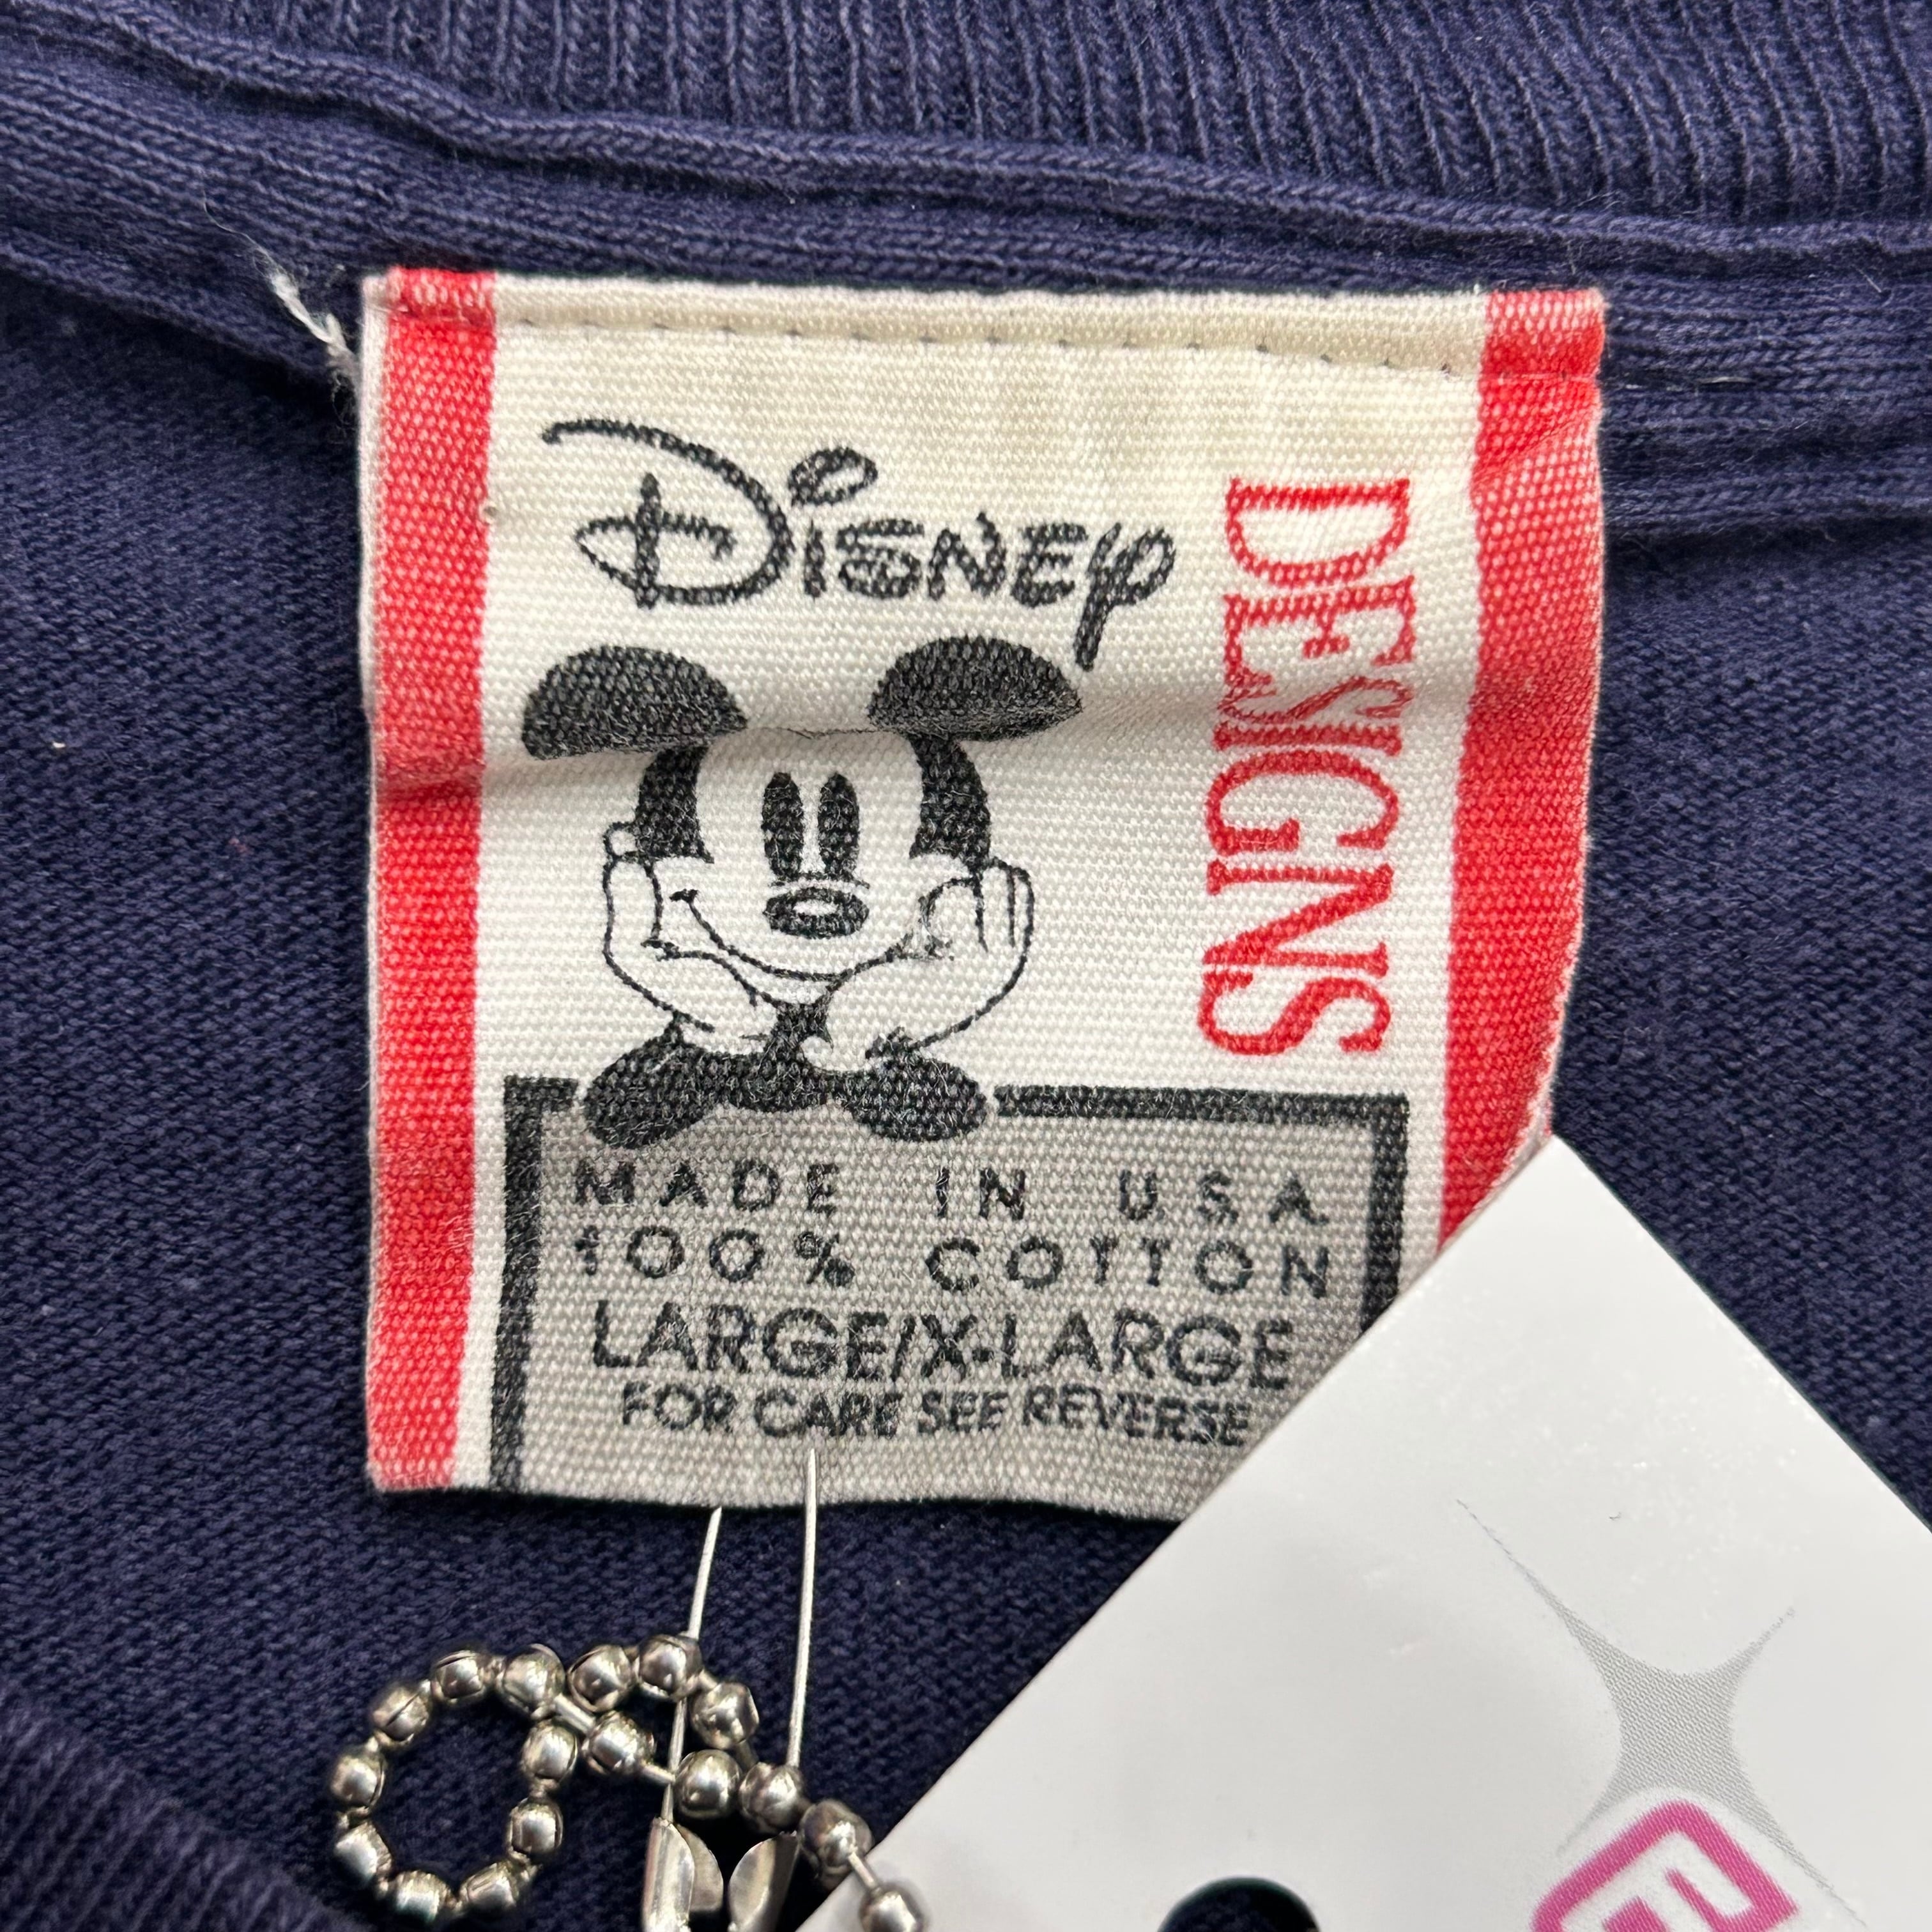 Disney
DESIGNS
MADE IN USA
100% COTTON
LARGE/X-LARGE
FOR CARE SEE REVERSE